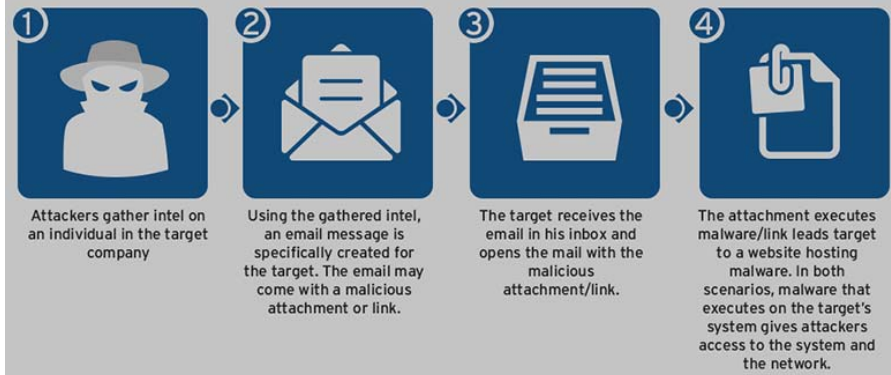 1
Attackers gather intel on
an individual in the target
company
2
Using the gathered intel,
an email message is
specifically created for
the target. The email may
come with a malicious
attachment or link.
3
The target receives the
email in his inbox and
opens the mail with the
malicious
attachment/link.
4
The attachment executes
malware/link leads target
to a website hosting
malware. In both
scenarios, malware that
executes on the target's
system gives attackers
access to the system and
the network.